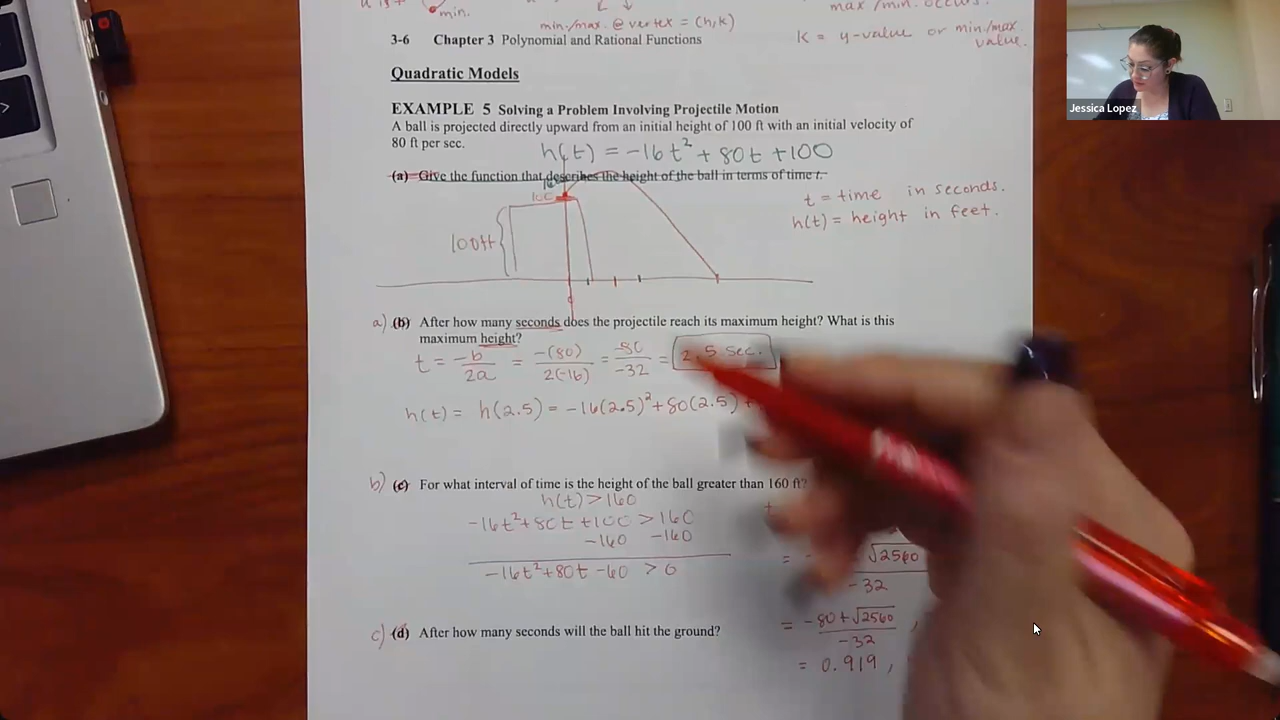 min.
min./max. @ vertex = (h,k)
max/min. occurs.
3-6 Chapter 3 Polynomial and Rational Functions
K = y-value or min/max
value.
Quadratic Models
Jessica Lopez
EXAMPLE 5 Solving a Problem Involving Projectile Motion
A ball is projected directly upward from an initial height of 100 ft with an initial velocity of
80 ft per sec.
h(t) = -16t² + 80t + 100
(a) Give the function that describes the height of the ball in terms of time t.
t = time in seconds.
h(t) = height in feet.
100ft
a) (b) After how many seconds does the projectile reach its maximum height? What is this
maximum height?
t = -b/2a = -(80)/2(-16) = -80/-32 = 2.5 sec.
h(t) = h(2.5) = -16(2.5)² + 80(2.5)
b) (c) For what interval of time is the height of the ball greater than 160 ft?
h(t) > 160
-16t² + 80t + 100 > 160
-160 -160
-16t² + 80t - 60 > 0
= √2560
-32
c) (d) After how many seconds will the ball hit the ground?
= -80+√2560/-32 ,
= 0.919 ,